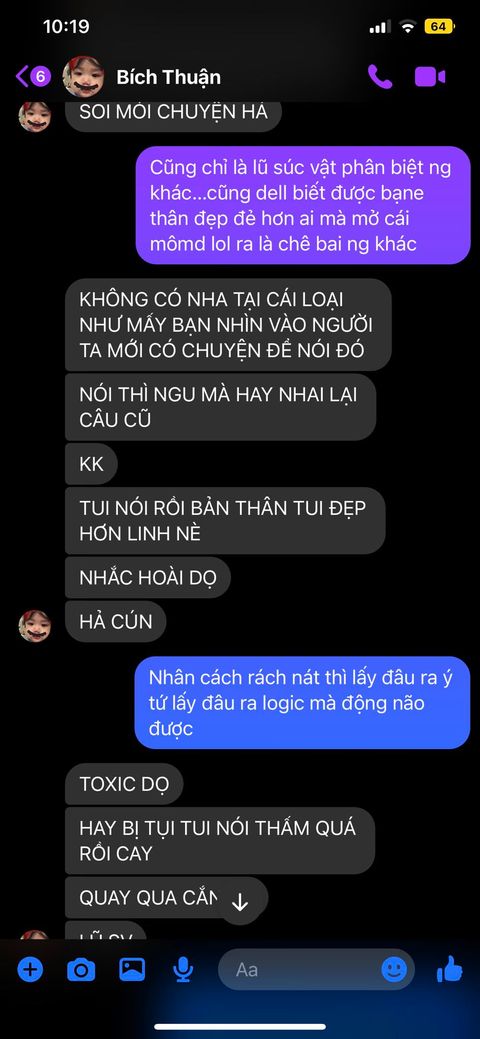 10:19
64
6
Bích Thuận
SOI MÓI CHUYỆN HẢ
Cũng chỉ là lũ súc vật phân biệt ng
khác...cũng dell biết được bạne
thân đẹp đẽ hơn ai mà mở cái
mômd lol ra là chê bai ng khác
KHÔNG CÓ NHA TẠI CÁI LOẠI
NHƯ MẤY BẠN NHÌN VÀO NGƯỜI
TA MỚI CÓ CHUYỆN ĐỀ NÓI ĐÓ
NÓI THÌ NGU MÀ HAY NHAI LẠI
CÂU CŨ
KK
TUI NÓI RỒI BẢN THÂN TUI ĐẸP
HƠN LINH NÈ
NHẮC HOÀI DỌ
HẢ CÚN
Nhân cách rách nát thì lấy đâu ra ý
tứ lấy đâu ra logic mà động não
được
TOXIC DỌ
HAY BỊ TỤI TUI NÓI THẤM QUÁ
RỒI CAY
QUAY QUA CẮN
LŨ SV
Aa